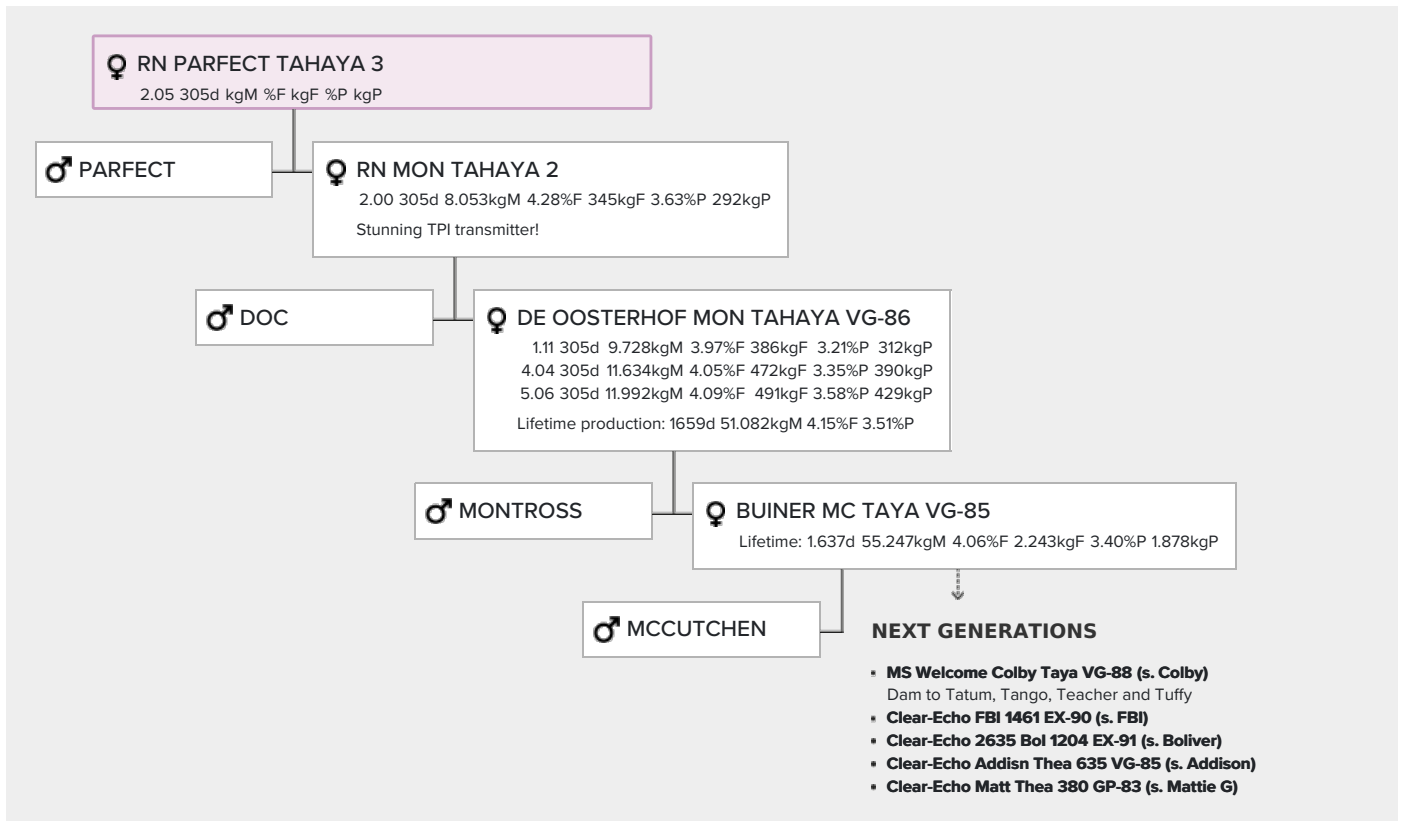 RN PARFECT TAHAYA 3
2.05 305d kgM %F kgF %P kgP
PARFECT
RN MON TAHAYA 2
2.00 305d 8.053kgM 4.28%F 345kgF 3.63%P 292kgP
Stunning TPI transmitter!
DOC
DE OOSTERHOF MON TAHAYA VG-86
1.11 305d 9.728kgM 3.97%F 386kgF 3.21%P 312kgP
4.04 305d 11.634kgM 4.05%F 472kgF 3.35%P 390kgP
5.06 305d 11.992kgM 4.09%F 491kgF 3.58%P 429kgP
Lifetime production: 1659d 51.082kgM 4.15%F 3.51%P
MONTROSS
BUINER MC TAYA VG-85
Lifetime: 1.637d 55.247kgM 4.06%F 2.243kgF 3.40%P 1.878kgP
MCCUTCHEN
NEXT GENERATIONS
▪ MS Welcome Colby Taya VG-88 (s. Colby)
Dam to Tatum, Tango, Teacher and Tuffy
▪ Clear-Echo FBI 1461 EX-90 (s. FBI)
▪ Clear-Echo 2635 Bol 1204 EX-91 (s. Boliver)
▪ Clear-Echo Addisn Thea 635 VG-85 (s. Addison)
▪ Clear-Echo Matt Thea 380 GP-83 (s. Mattie G)